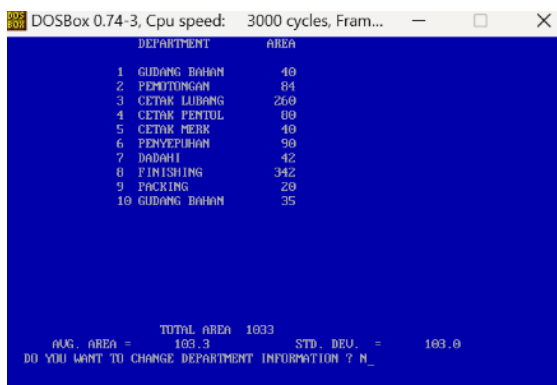 DOSBox 0.74-3, Cpu speed: 3000 cycles, Fram...
DEPARTMENT AREA
1 GUDANG BAHAN 40
2 PEMOTONGAN 84
3 CETAK LUBANG 260
4 CETAK PENTUL 80
5 CETAK MERK 40
6 PENYEPUHAN 90
7 DADAHI 42
8 FINISHING 342
9 PACKING 20
10 GUDANG BAHAN 35
TOTAL AREA 1033
AVG. AREA = 103.3 STD. DEV. = 103.0
DO YOU WANT TO CHANGE DEPARTMENT INFORMATION ? N_